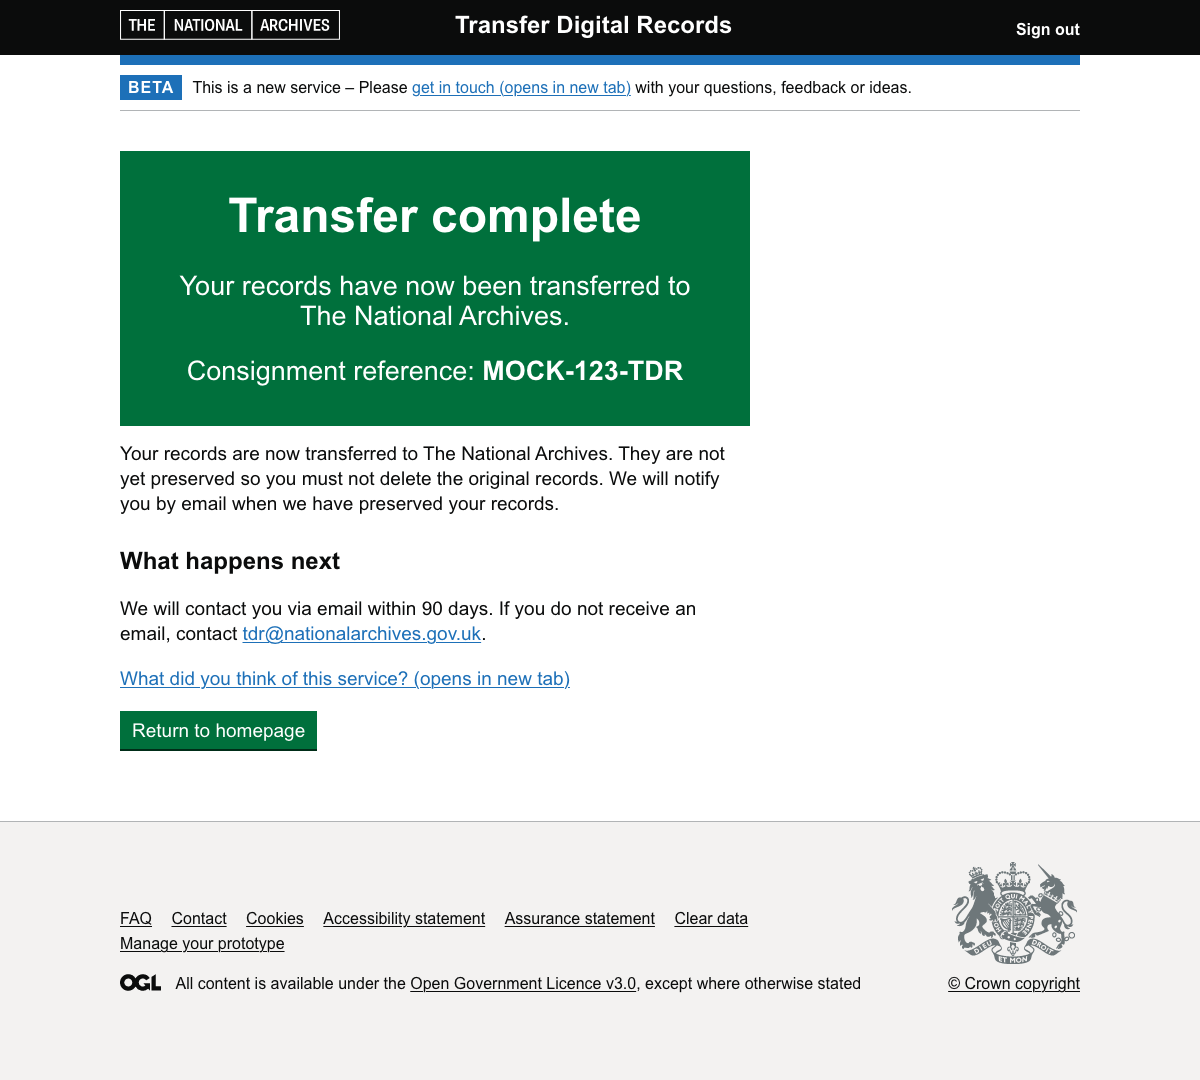 THE NATIONAL ARCHIVES
Transfer Digital Records
Sign out
BETA This is a new service – Please get in touch (opens in new tab) with your questions, feedback or ideas.
Transfer complete
Your records have now been transferred to
The National Archives.
Consignment reference: MOCK-123-TDR
Your records are now transferred to The National Archives. They are not
yet preserved so you must not delete the original records. We will notify
you by email when we have preserved your records.
What happens next
We will contact you via email within 90 days. If you do not receive an
email, contact tdr@nationalarchives.gov.uk.
What did you think of this service? (opens in new tab)
Return to homepage
FAQ Contact Cookies Accessibility statement Assurance statement Clear data
Manage your prototype
OGL All content is available under the Open Government Licence v3.0, except where otherwise stated
DIEU ET MON DROIT
© Crown copyright